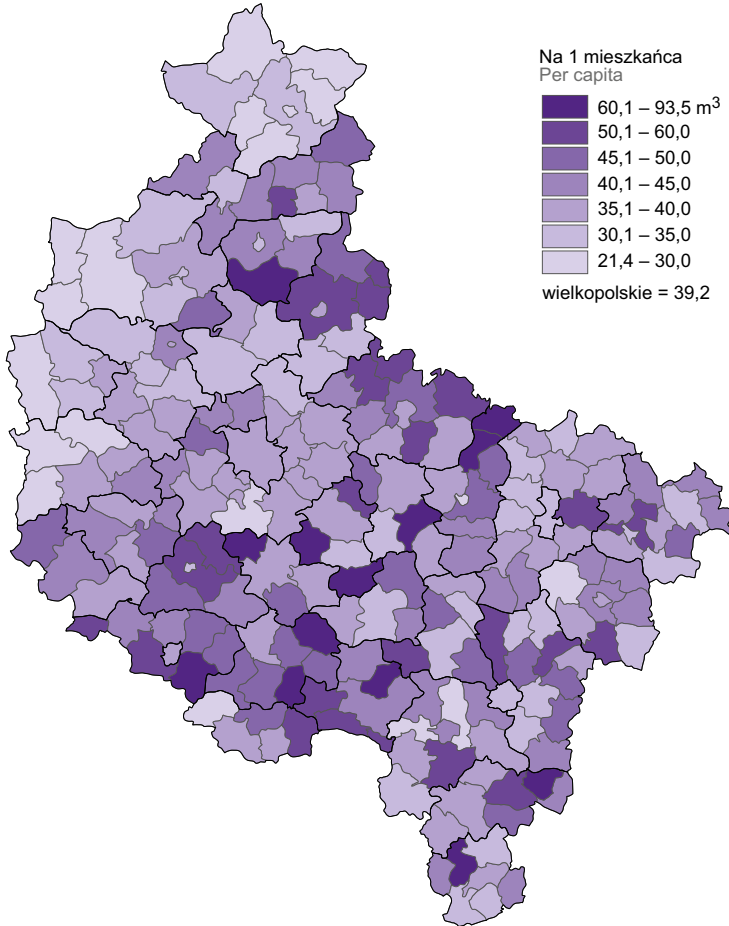 Na 1 mieszkańca
Per capita
60,1 – 93,5 m³
50,1 – 60,0
45,1 – 50,0
40,1 – 45,0
35,1 – 40,0
30,1 – 35,0
21,4 – 30,0
wielkopolskie = 39,2